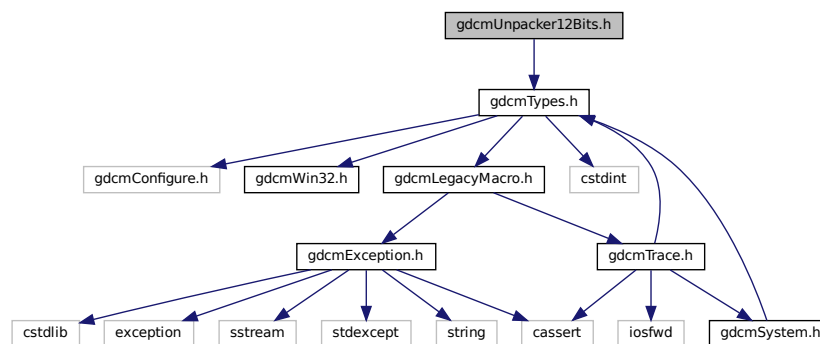 gdcmUnpacker12Bits.h
gdcmTypes.h
gdcmConfigure.h
gdcmWin32.h
gdcmLegacyMacro.h
cstdint
gdcmException.h
gdcmTrace.h
cstdlib
exception
sstream
stdexcept
string
cassert
iosfwd
gdcmSystem.h